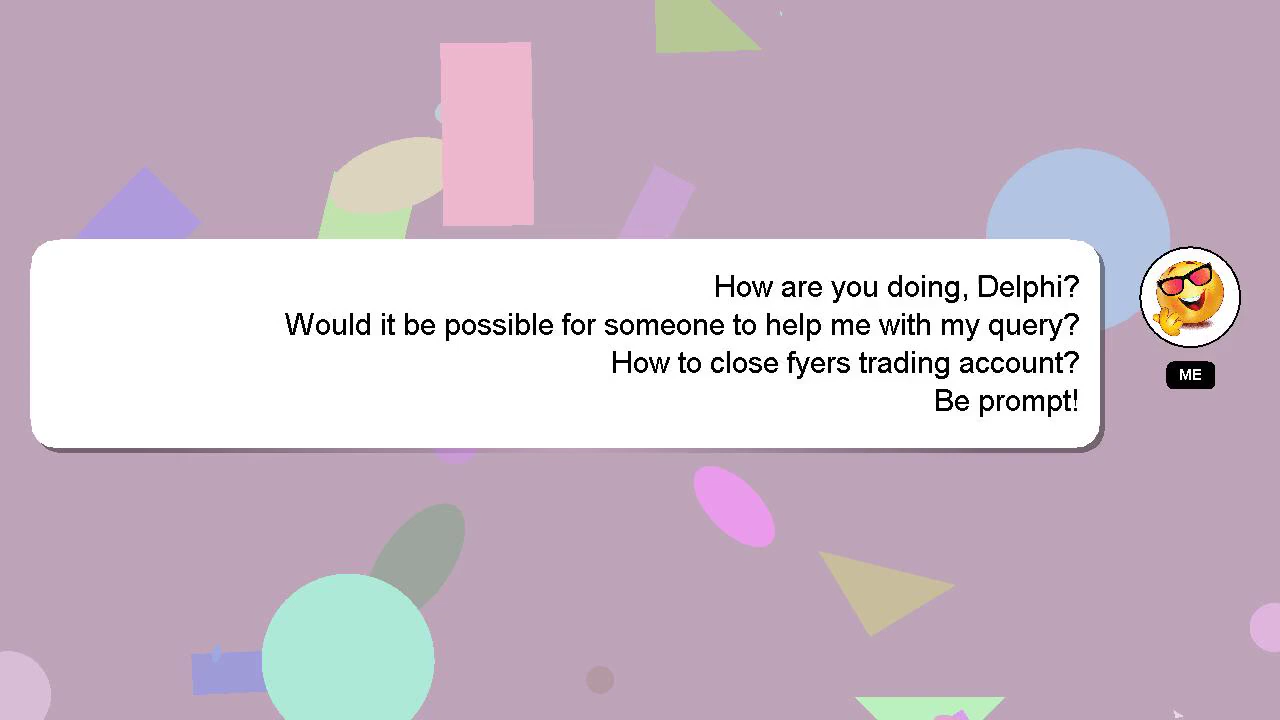 How are you doing, Delphi?
Would it be possible for someone to help me with my query?
How to close fyers trading account?
Be prompt!
ME